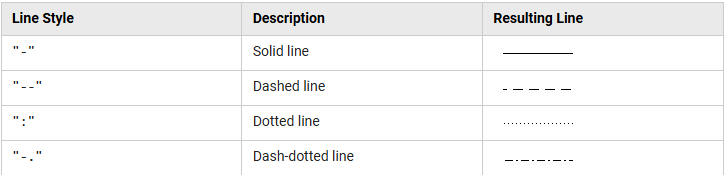 Line Style Description Resulting Line
"-" Solid line
"--" Dashed line
":" Dotted line
"-." Dash-dotted line